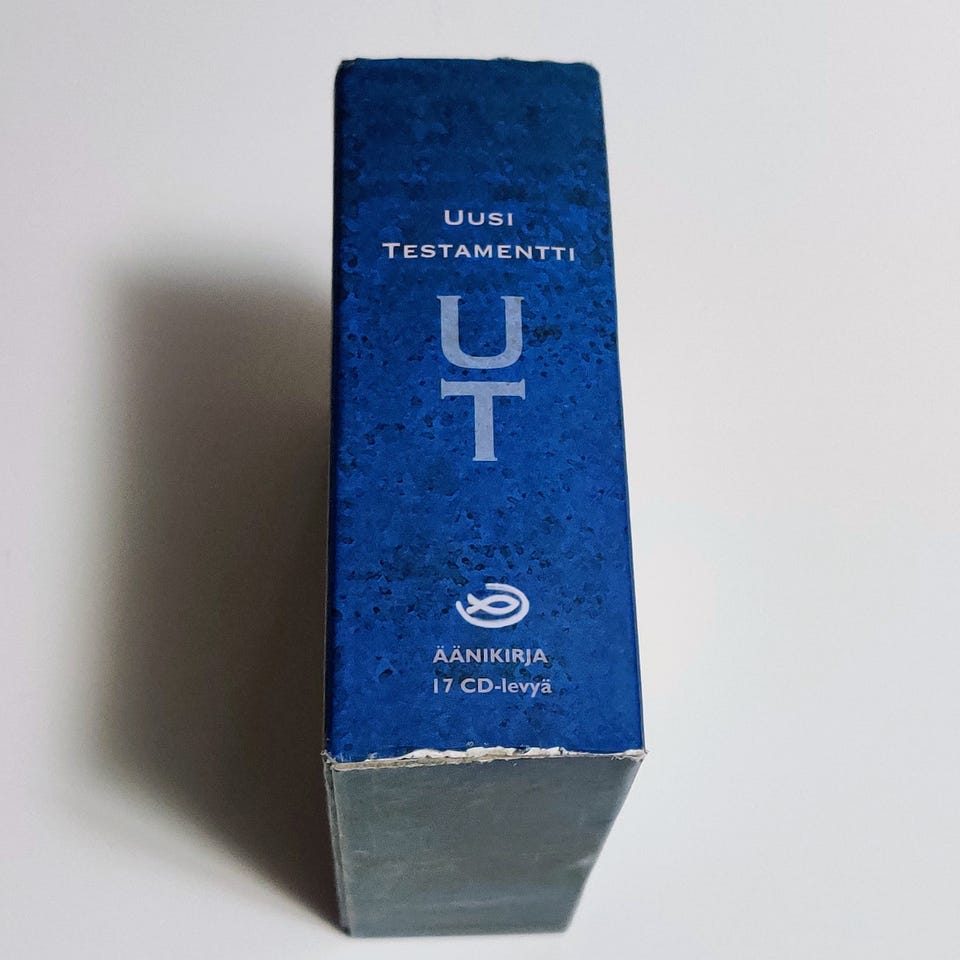 Uusi
Testamentti
U
T
ÄÄNIKIRJA
17 CD-levyä